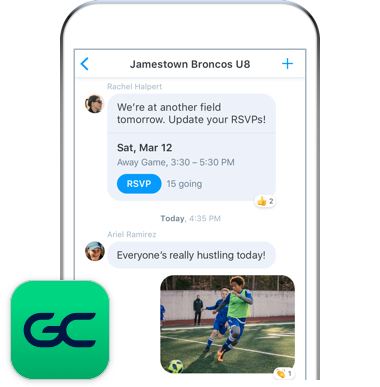 Jamestown Broncos U8
Rachel Halpert
We're at another field
tomorrow. Update your RSVPs!
Sat, Mar 12
Away Game, 3:30 – 5:30 PM
RSVP 15 going
👍 2
Today, 4:35 PM
Ariel Ramirez
Everyone's really hustling today!
GC
👏 1